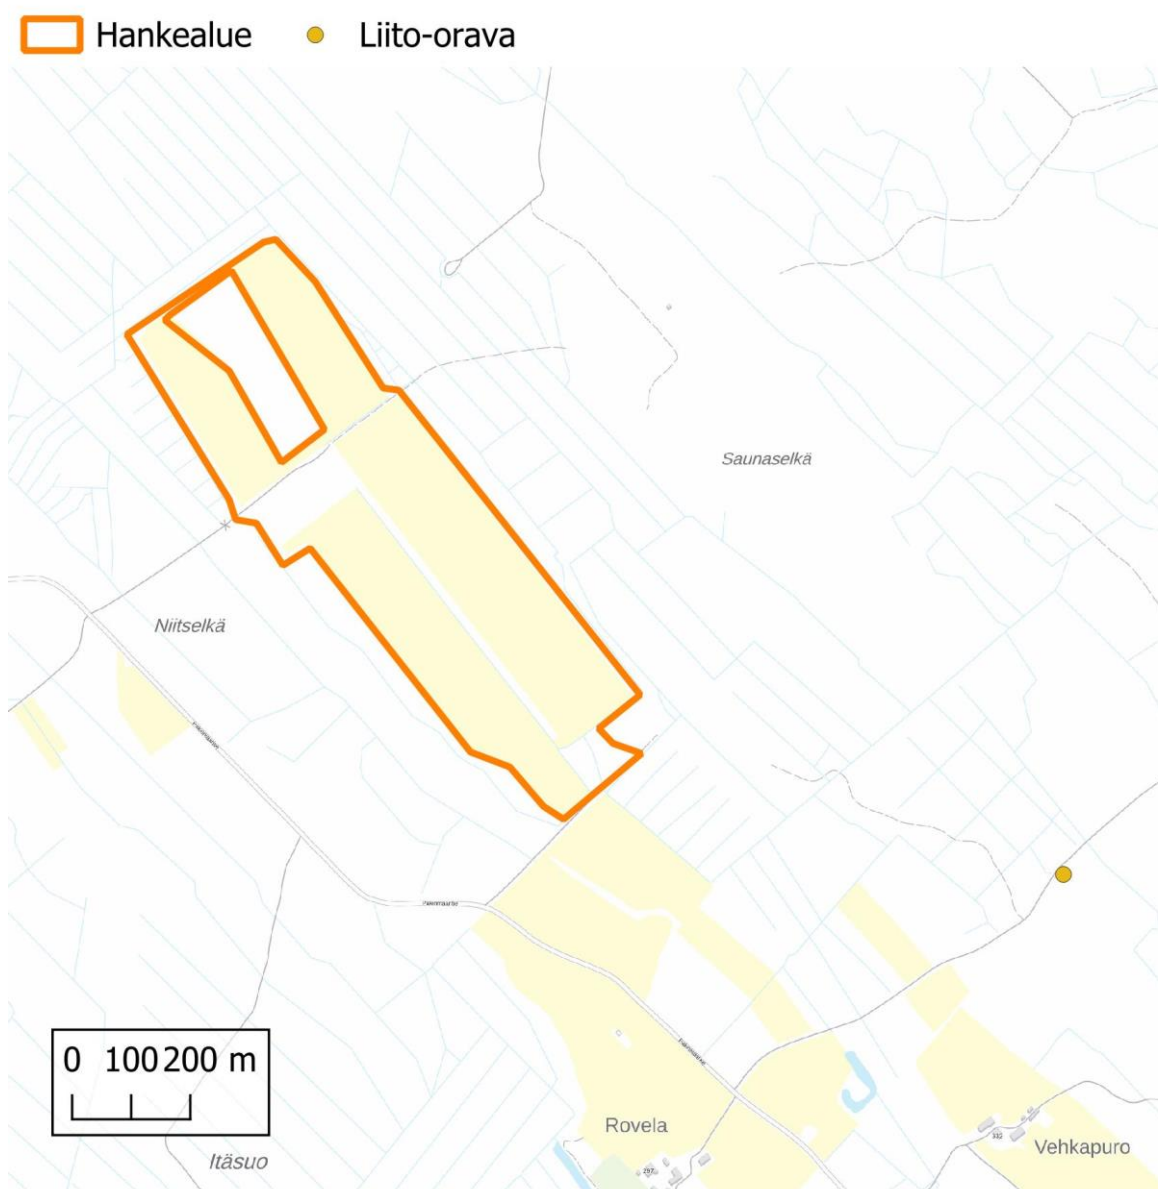 Hankealue
Liito-orava
Saunaselkä
Niitselkä
0 100 200 m
Rovela
Vehkapuro
Itäsuo